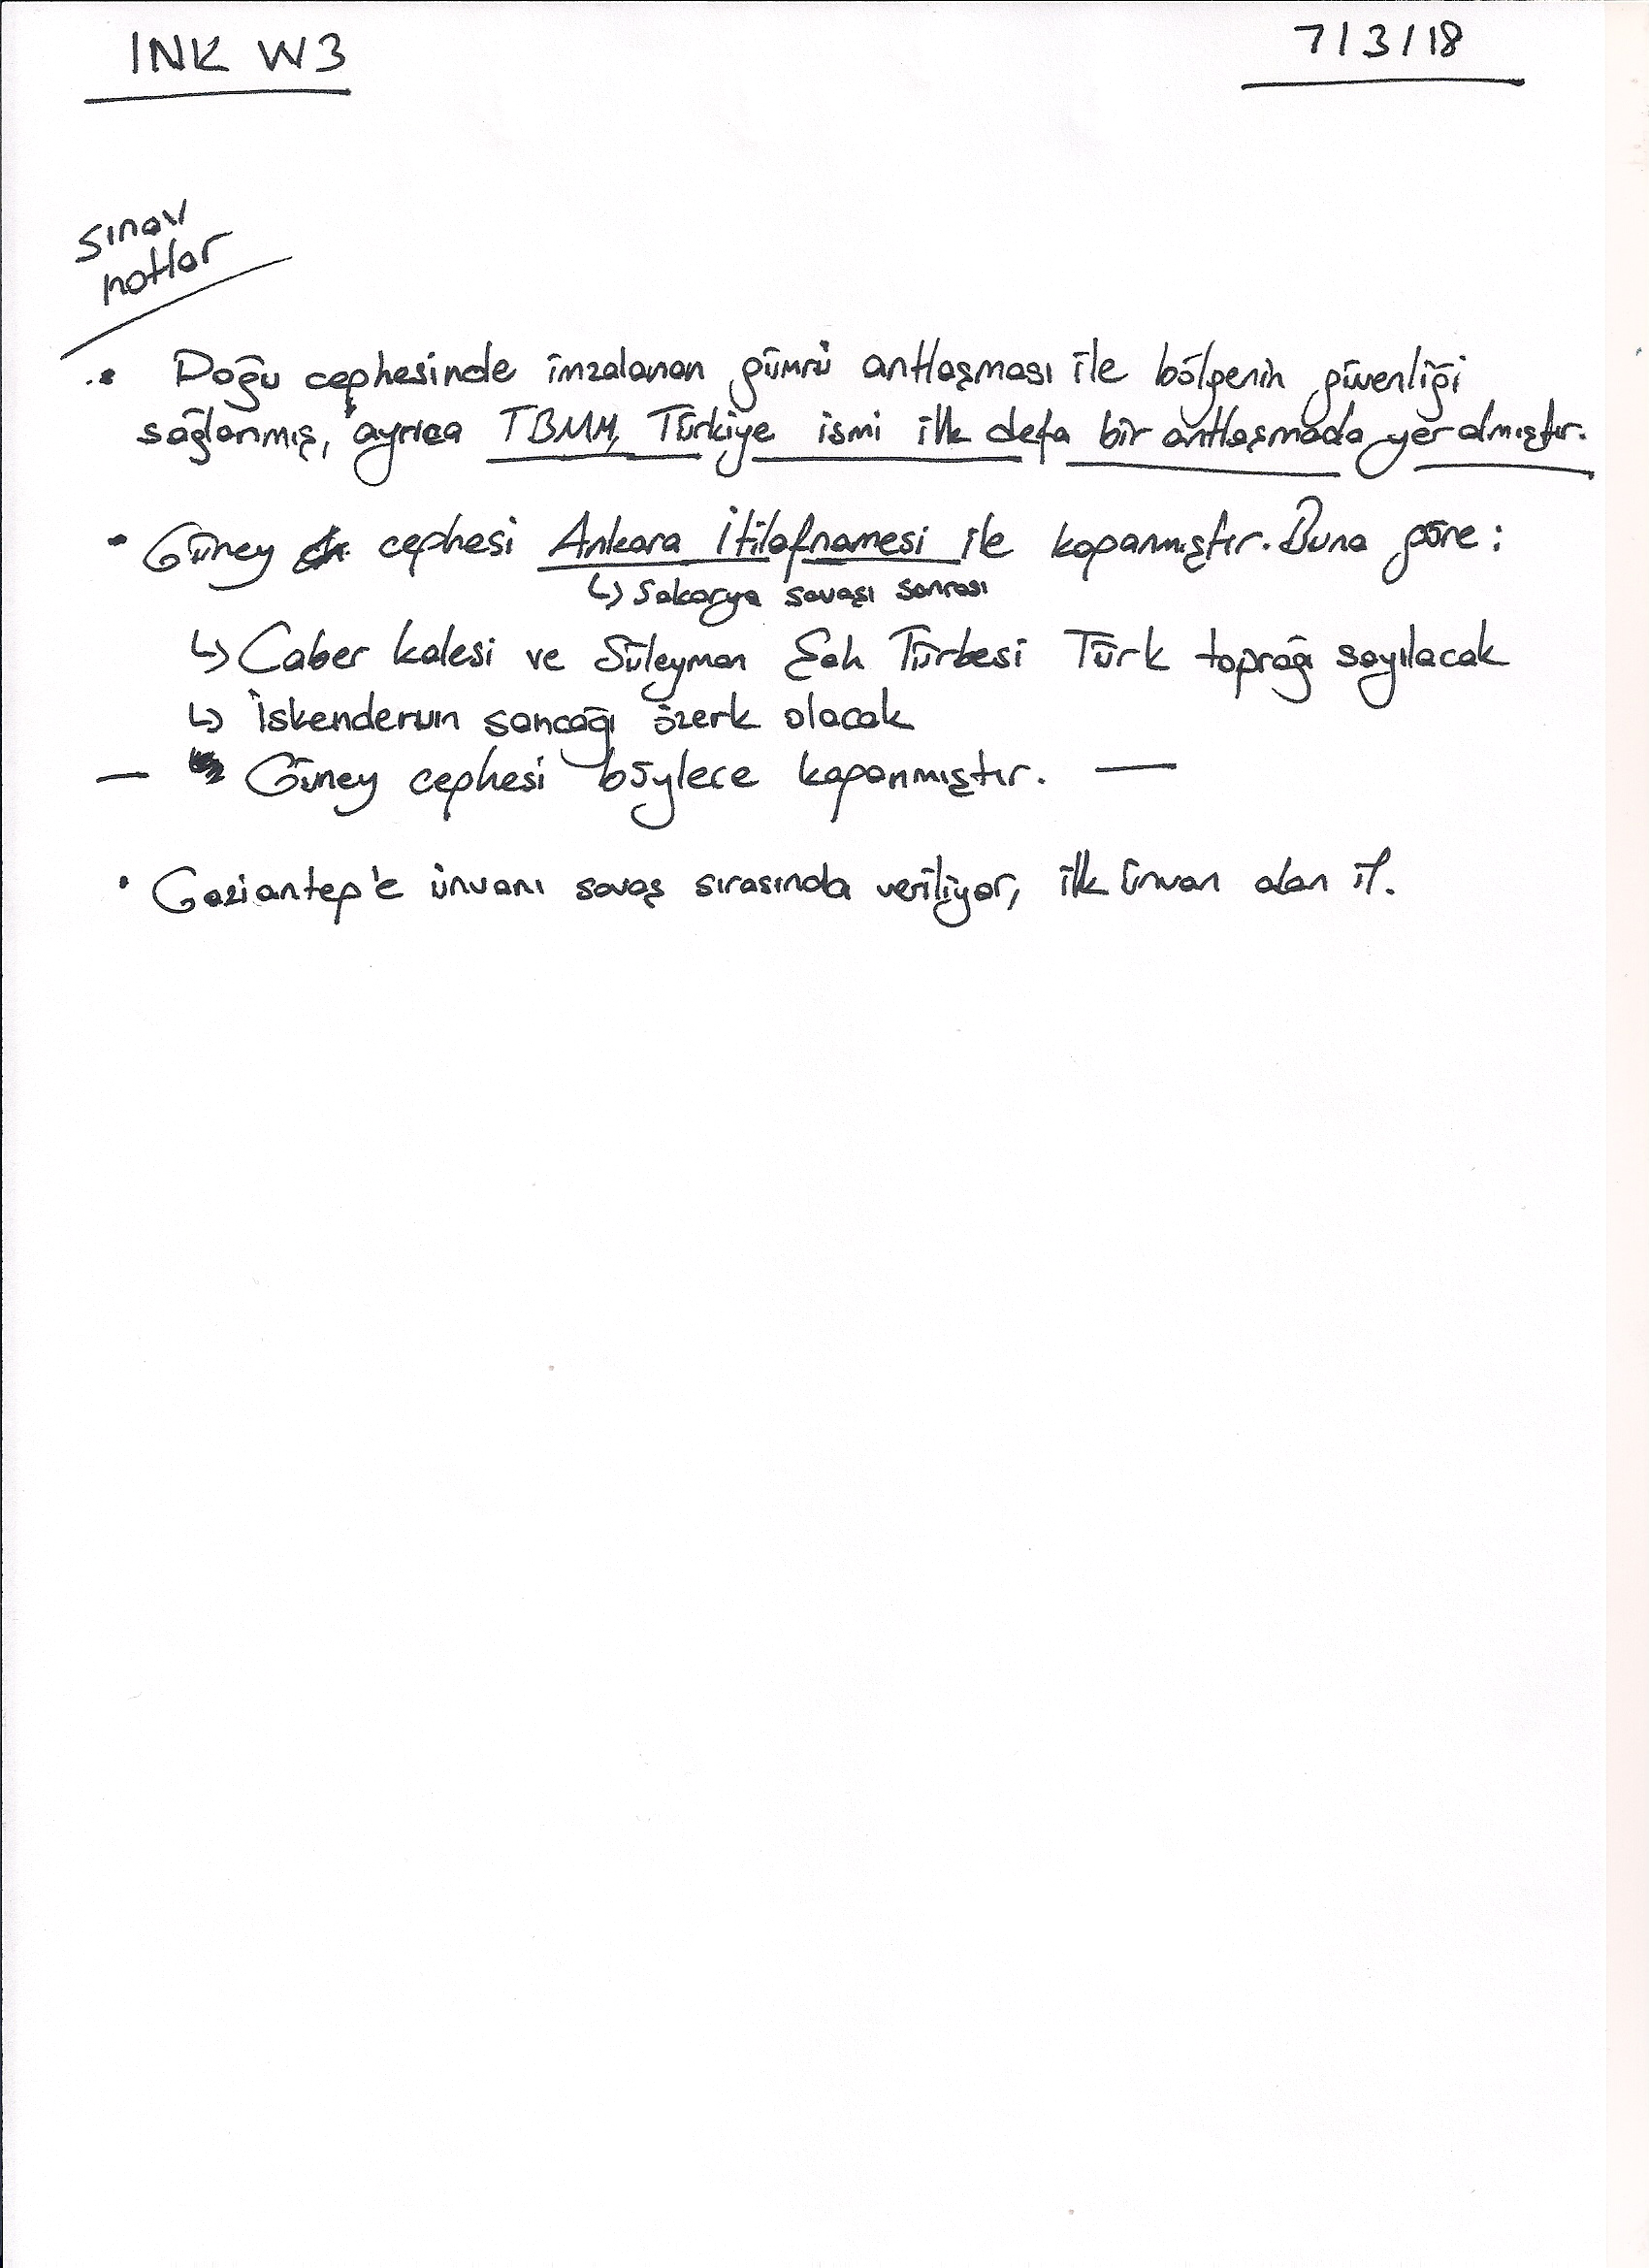 INK W3
7/3/18
Sınav
notlar
• Doğu cephesinde imzalanan gümrü antlaşması ile bölgenin güvenliği
sağlanmış, ayrıca TBMM, Türkiye ismi ilk defa bir antlaşmada yer almıştır.
• Güney cephesi Ankara İtilafnamesi ile kapanmıştır. Buna göre:
↳ Sakarya savaşı sonrası
↳ Caber kalesi ve Süleyman Şah Türbesi Türk toprağı sayılacak
↳ İskenderun sancağı özerk olacak
— Güney cephesi böylece kapanmıştır. —
• Gaziantep'e ünvanı savaş sırasında veriliyor, ilk ünvan alan il.